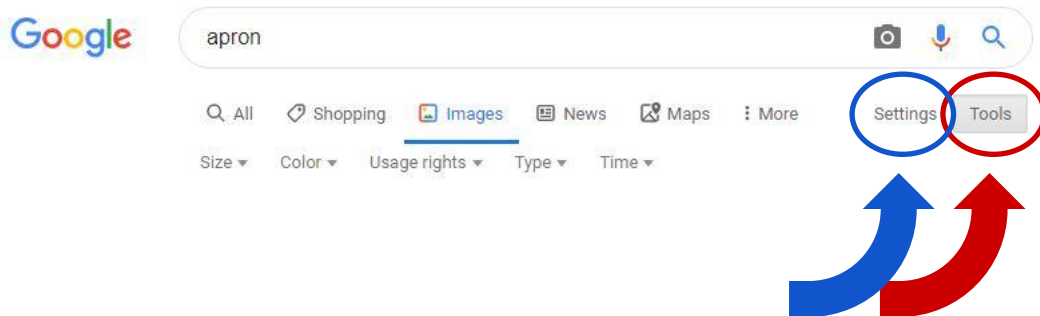 Google
apron
All Shopping Images News Maps More Settings Tools
Size Color Usage rights Type Time